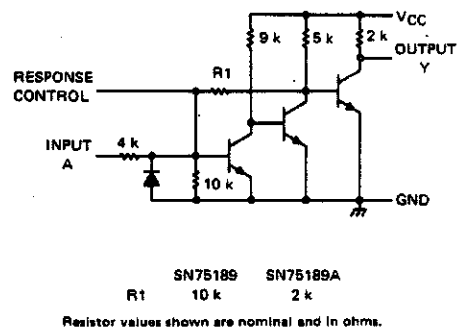 VCC
9 k
5 k
2 k
OUTPUT
Y
R1
RESPONSE
CONTROL
INPUT
A
4 k
10 k
GND
SN75189 SN75189A
R1 10 k 2 k
Resistor values shown are nominal and in ohms.